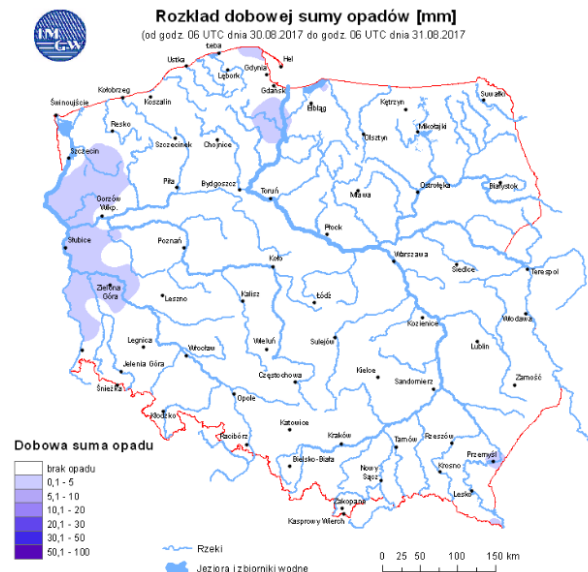 IM
GW
Rozkład dobowej sumy opadów [mm]
(od godz. 06 UTC dnia 30.08.2017 do godz. 06 UTC dnia 31.08.2017
Łeba
Hel
Ustka
Gdynia
Lębork
Gdańsk
Kołobrzeg
Koszalin
Świnoujście
Elbląg
Kętrzyn
Suwałki
Resko
Szczecinek
Chojnice
Olsztyn
Mikołajki
Szczecin
Piła
Bydgoszcz
Toruń
Mława
Ostrołęka
Białystok
Gorzów
Wlkp.
Płock
Słubice
Poznań
Koło
Warszawa
Siedlce
Terespol
Zielona
Góra
Leszno
Kalisz
Łódź
Kozienice
Włodawa
Legnica
Wrocław
Wieluń
Sulejów
Lublin
Jelenia Góra
Częstochowa
Kielce
Sandomierz
Zamość
Śnieżka
Opole
Kłodzko
Katowice
Racibórz
Kraków
Tarnów
Rzeszów
Przemyśl
Bielsko-Biała
Nowy
Sącz
Krosno
Lesko
Zakopane
Kasprowy Wierch
Dobowa suma opadu
brak opadu
0,1 - 5
5,1 - 10
10,1 - 20
20,1 - 30
30,1 - 50
50,1 - 100
Rzeki
Jeziora i zbiorniki wodne
0 25 50 100 150 km